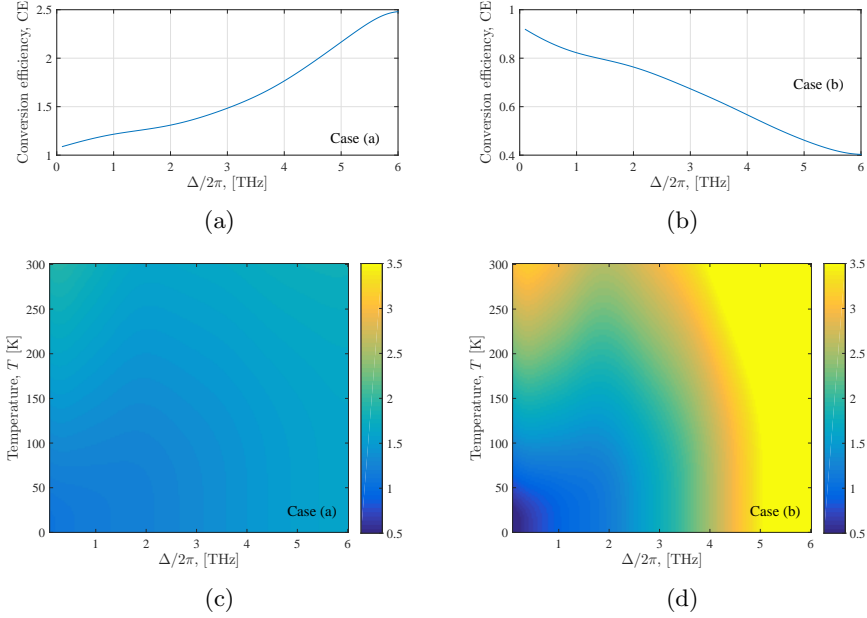 2.5
2
1.5
1
0 1 2 3 4 5 6
Conversion efficiency, CE
Δ/2π, [THz]
Case (a)
(a)
1
0.8
0.6
0.4
0 1 2 3 4 5 6
Conversion efficiency, CE
Δ/2π, [THz]
Case (b)
(b)
300
250
200
150
100
50
0
1 2 3 4 5 6
Temperature, T [K]
Δ/2π, [THz]
Case (a)
3.5
3
2.5
2
1.5
1
0.5
(c)
300
250
200
150
100
50
0
1 2 3 4 5 6
Temperature, T [K]
Δ/2π, [THz]
Case (b)
3.5
3
2.5
2
1.5
1
0.5
(d)